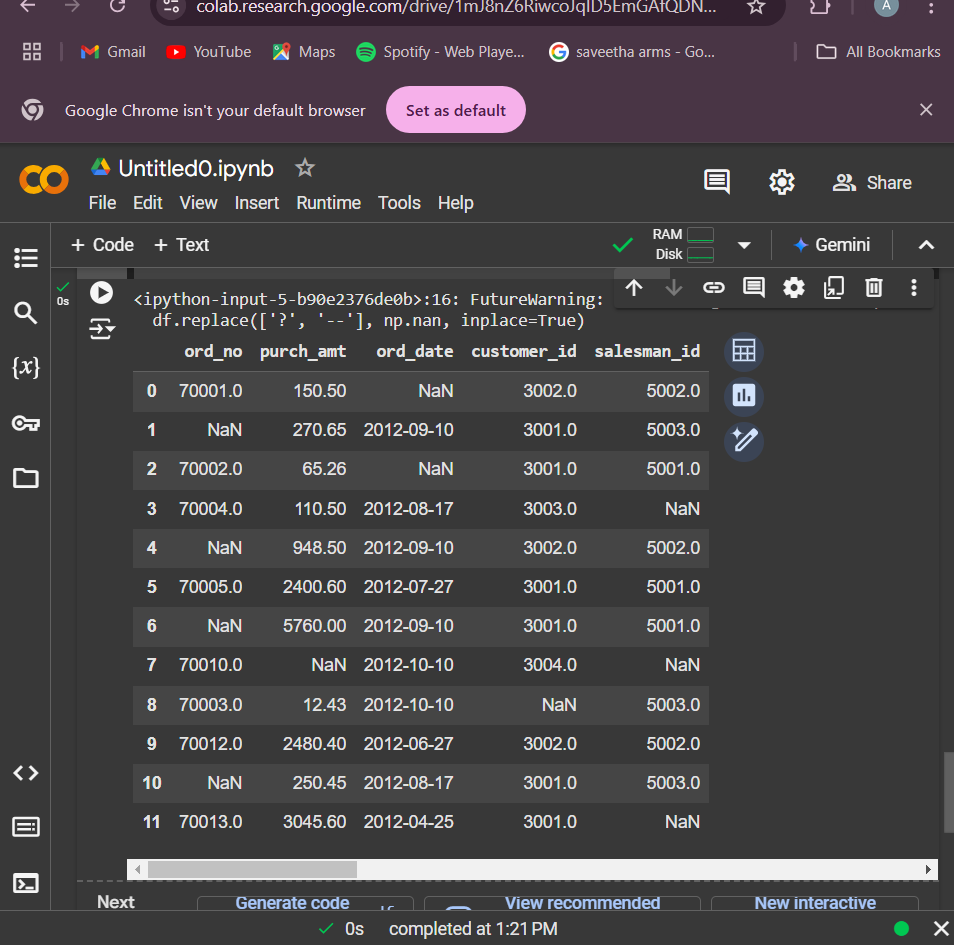 colab.research.google.com/drive/1mJ8nZ6RiwcoJqID5EmGAfQDN...
A
Gmail YouTube Maps Spotify - Web Playe... saveetha arms - Go... All Bookmarks
Google Chrome isn't your default browser Set as default
Untitled0.ipynb
File Edit View Insert Runtime Tools Help
Share
+ Code + Text
RAM
Disk
Gemini
0s
<ipython-input-5-b90e2376de0b>:16: FutureWarning:
df.replace(['?', '--'], np.nan, inplace=True)
ord_no purch_amt ord_date customer_id salesman_id
0 70001.0 150.50 NaN 3002.0 5002.0
1 NaN 270.65 2012-09-10 3001.0 5003.0
2 70002.0 65.26 NaN 3001.0 5001.0
3 70004.0 110.50 2012-08-17 3003.0 NaN
4 NaN 948.50 2012-09-10 3002.0 5002.0
5 70005.0 2400.60 2012-07-27 3001.0 5001.0
6 NaN 5760.00 2012-09-10 3001.0 5001.0
7 70010.0 NaN 2012-10-10 3004.0 NaN
8 70003.0 12.43 2012-10-10 NaN 5003.0
9 70012.0 2480.40 2012-06-27 3002.0 5002.0
10 NaN 250.45 2012-08-17 3001.0 5003.0
11 70013.0 3045.60 2012-04-25 3001.0 NaN
Next Generate code View recommended New interactive
0s completed at 1:21 PM